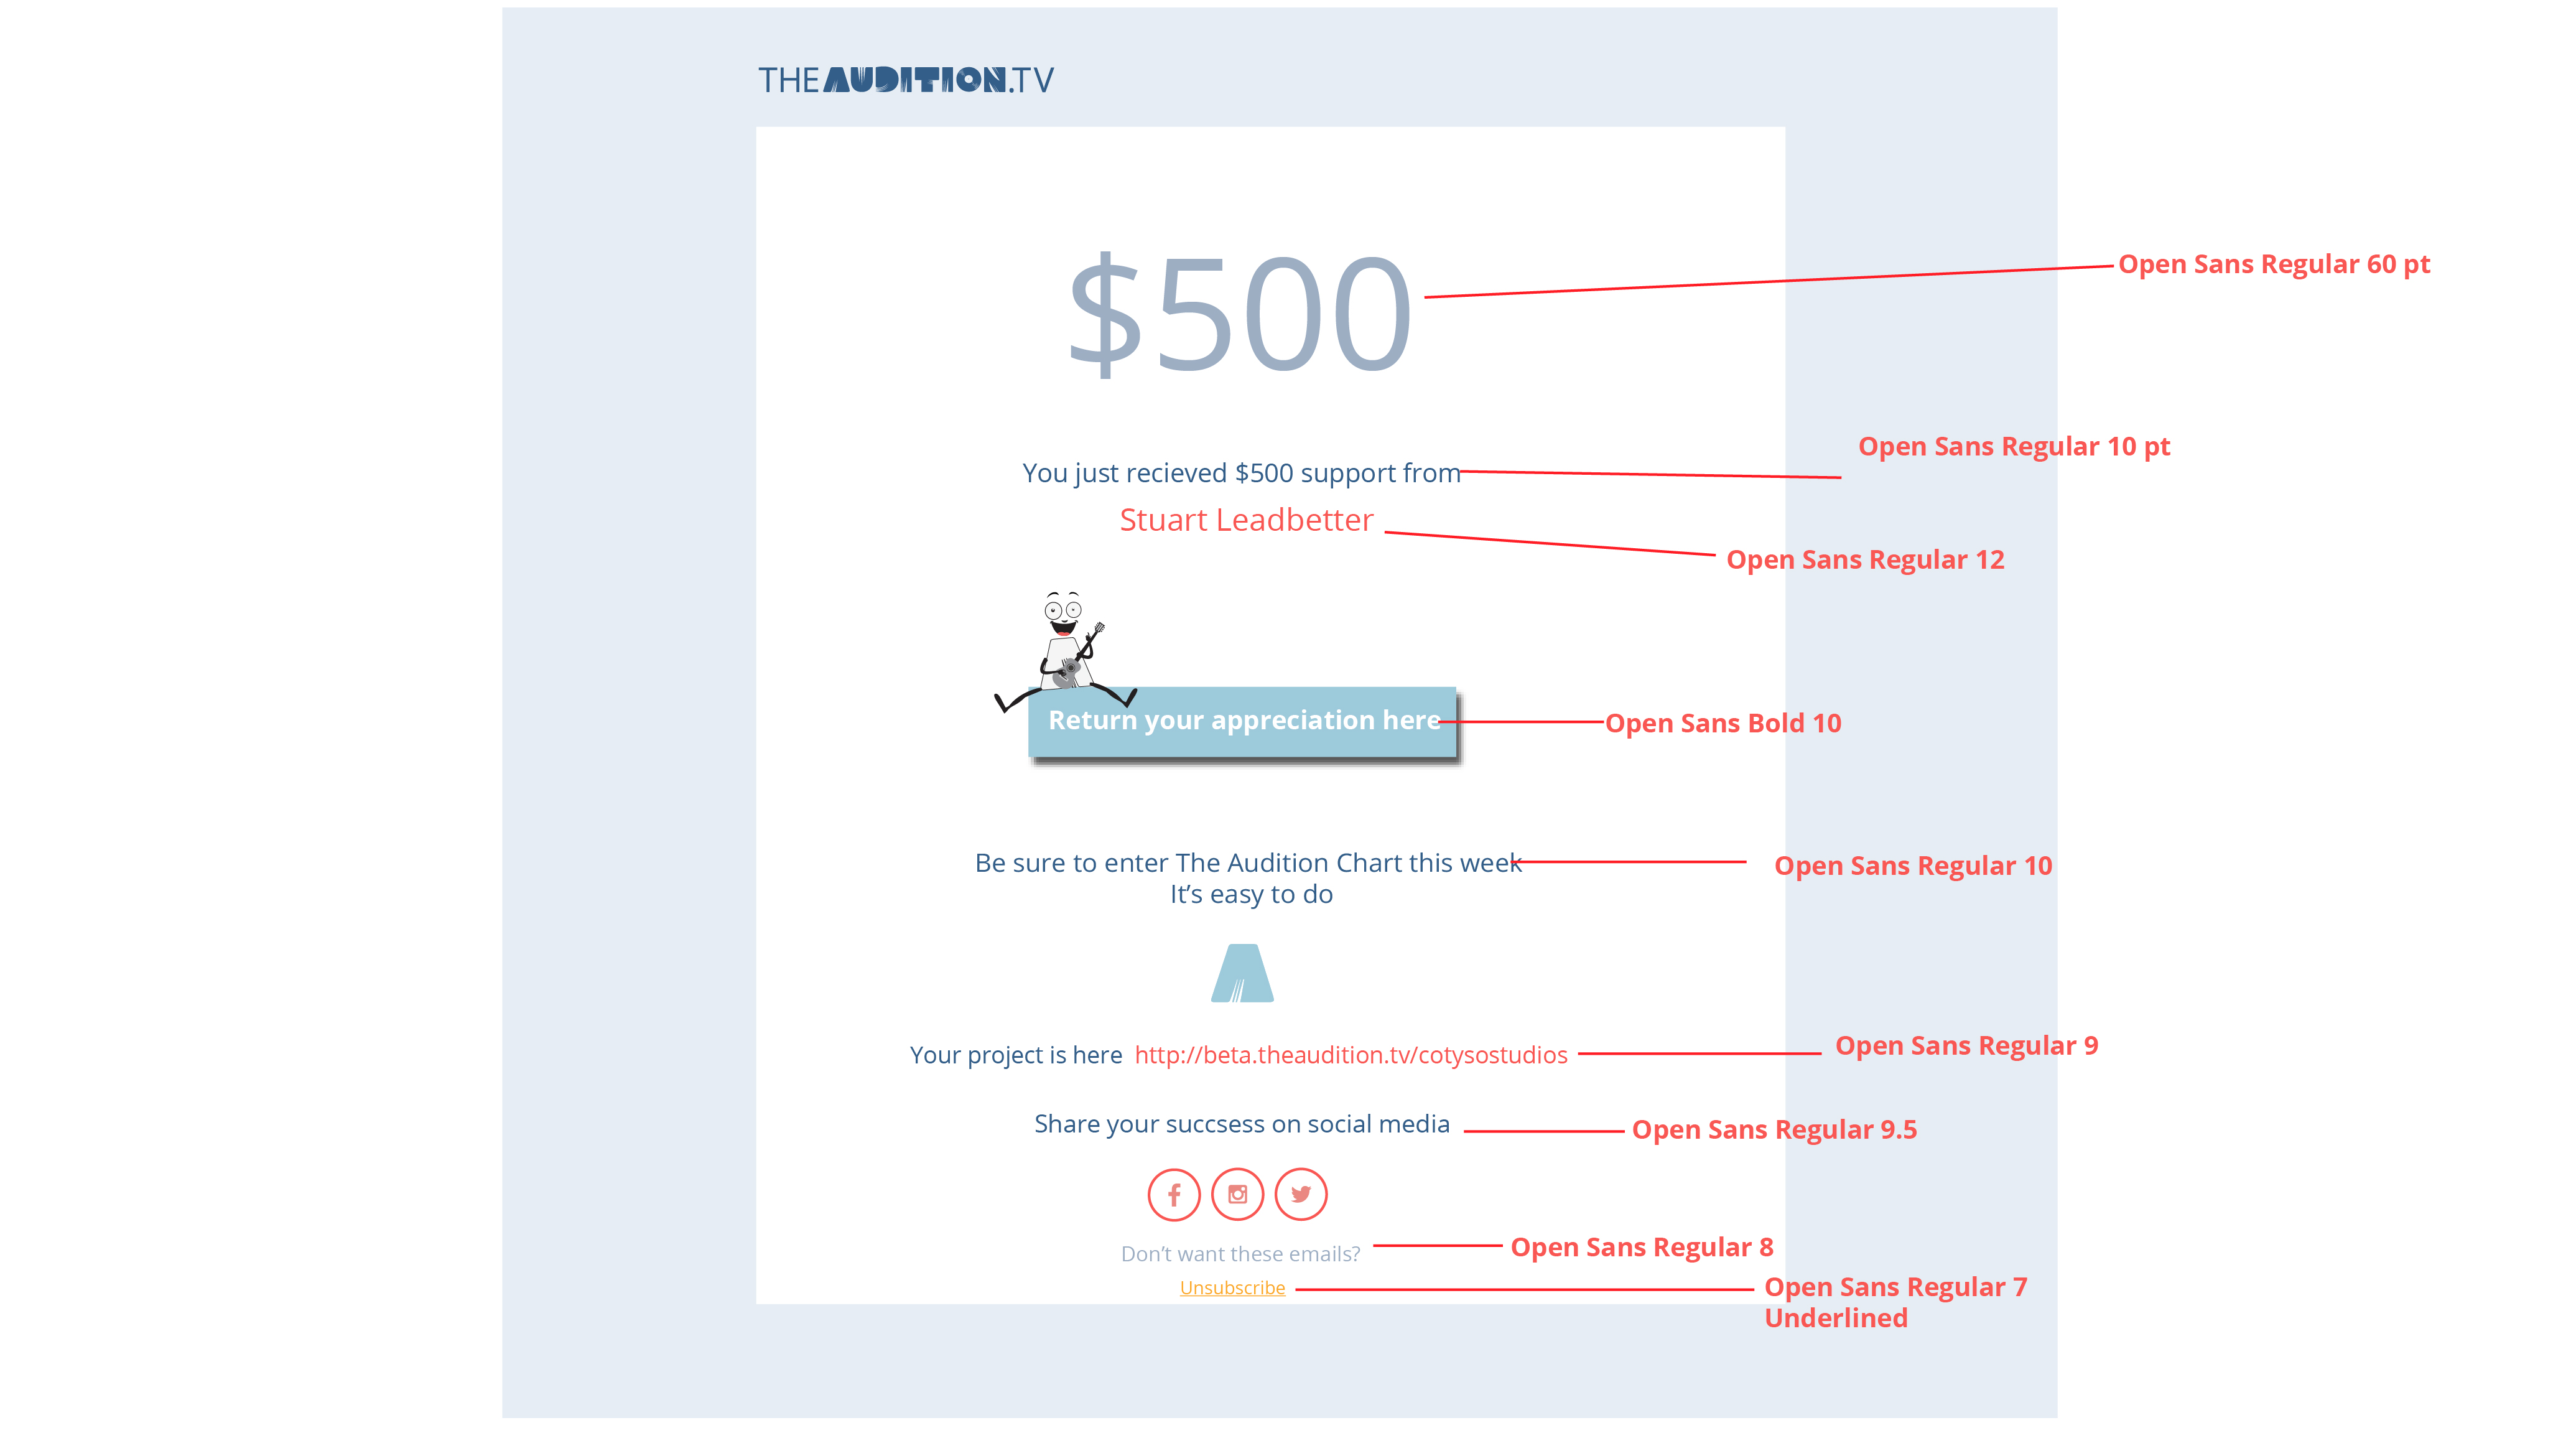 THEAUDITION.TV
$500
Open Sans Regular 60 pt
You just recieved $500 support from
Open Sans Regular 10 pt
Stuart Leadbetter
Open Sans Regular 12
Return your appreciation here
Open Sans Bold 10
Be sure to enter The Audition Chart this week
Open Sans Regular 10
It’s easy to do
Your project is here http://beta.theaudition.tv/cotysostudios
Open Sans Regular 9
Share your succsess on social media
Open Sans Regular 9.5
Don’t want these emails?
Open Sans Regular 8
Unsubscribe
Open Sans Regular 7
Underlined